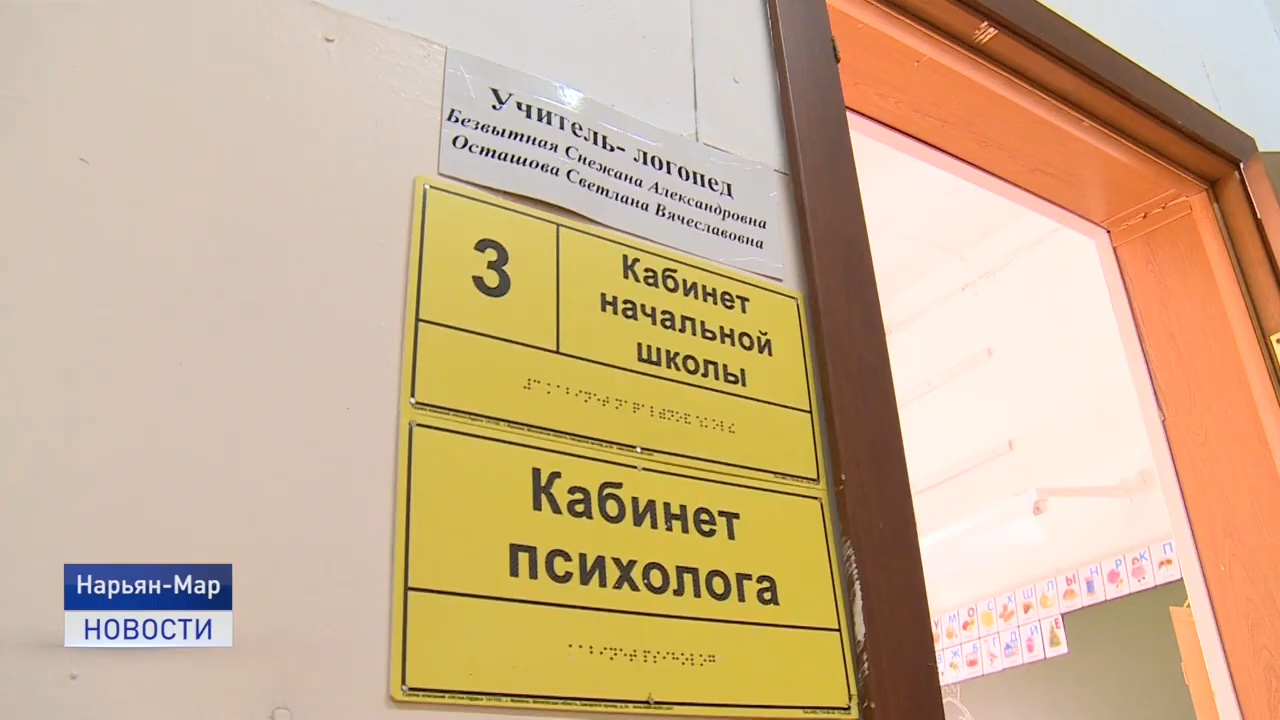 Учитель- логопед
Безвытная Снежана Александровна
Осташова Светлана Вячеславовна
3
Кабинет
начальной
школы
Кабинет
психолога
Нарьян-Мар
НОВОСТИ
М О С Х Ш Л Ы Н Р К П
Ж Б Г Д Й Е